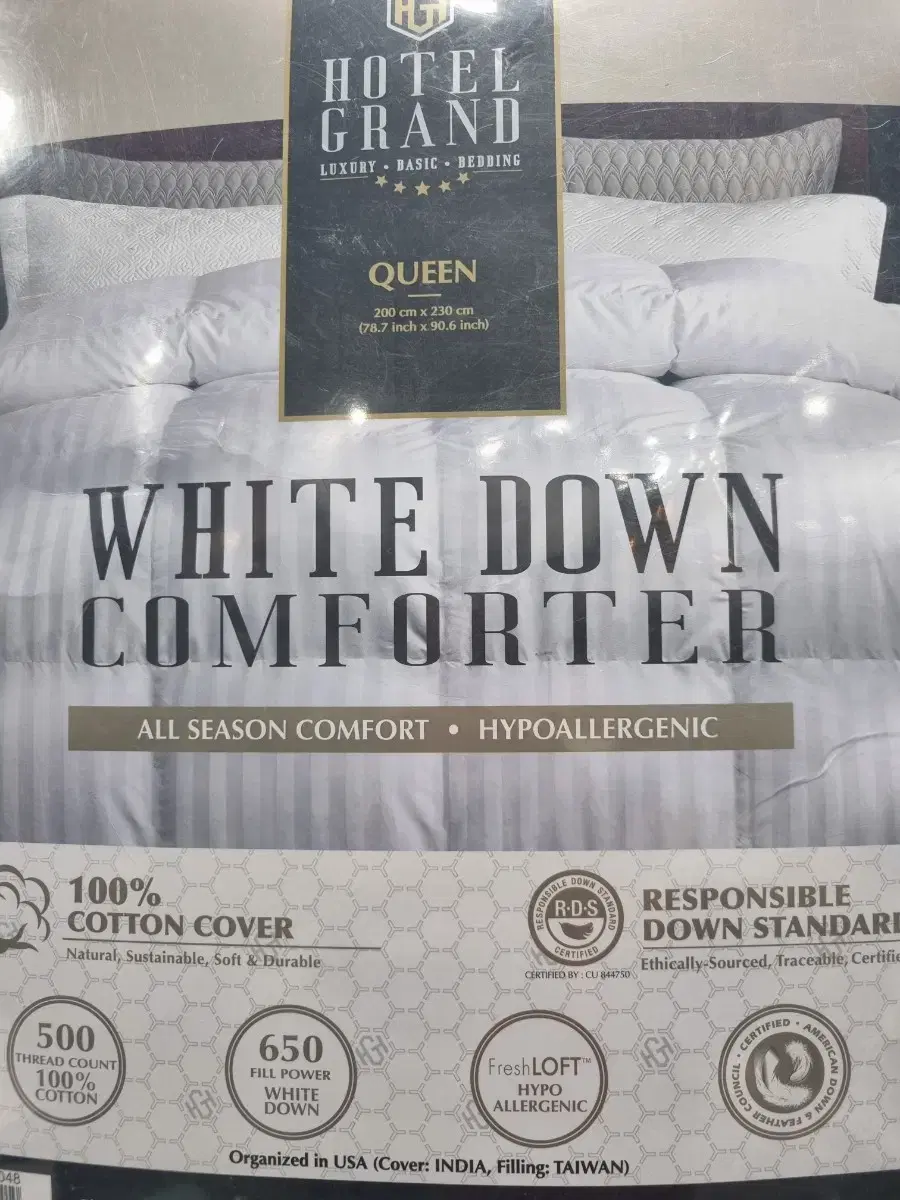 HGH
HOTEL
GRAND
LUXURY • BASIC • BEDDING
QUEEN
200 cm x 230 cm
(78.7 inch x 90.6 inch)
WHITE DOWN
COMFORTER
ALL SEASON COMFORT • HYPOALLERGENIC
100%
COTTON COVER
Natural, Sustainable, Soft & Durable
RESPONSIBLE DOWN STANDARD
R•D•S
CERTIFIED
CERTIFIED BY : CU 844750
RESPONSIBLE
DOWN STANDARD
Ethically-Sourced, Traceable, Certifie
500
THREAD COUNT
100%
COTTON
650
FILL POWER
WHITE
DOWN
FreshLOFT™
HYPO
ALLERGENIC
CERTIFIED • AMERICAN DOWN & FEATHER COUNCIL •
Organized in USA (Cover: INDIA, Filling: TAIWAN)
048